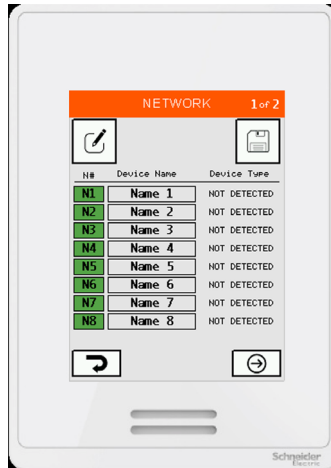 NETWORK 1 of 2
N# Device Name Device Type
N1 Name 1 NOT DETECTED
N2 Name 2 NOT DETECTED
N3 Name 3 NOT DETECTED
N4 Name 4 NOT DETECTED
N5 Name 5 NOT DETECTED
N6 Name 6 NOT DETECTED
N7 Name 7 NOT DETECTED
N8 Name 8 NOT DETECTED
Schneider
Electric